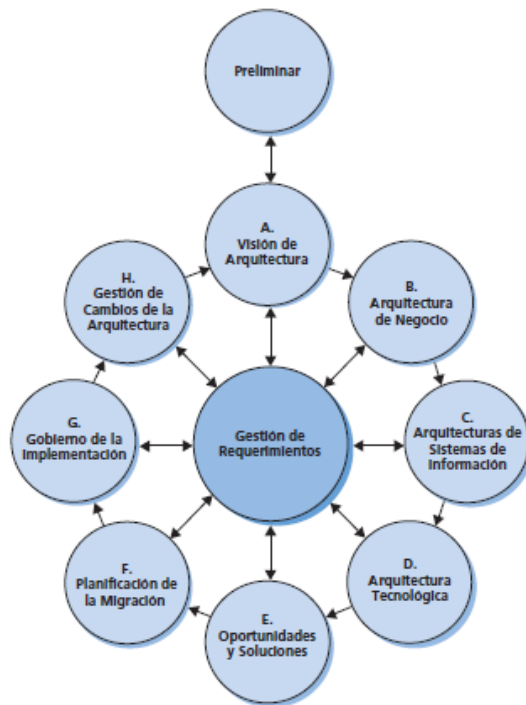 Preliminar
A.
Visión de
Arquitectura
H.
Gestión de
Cambios de la
Arquitectura
B.
Arquitectura
de Negocio
G.
Gobierno de la
Implementación
Gestión de
Requerimientos
C.
Arquitecturas de
Sistemas de
Información
F.
Planificación de
la Migración
D.
Arquitectura
Tecnológica
E.
Oportunidades
y Soluciones